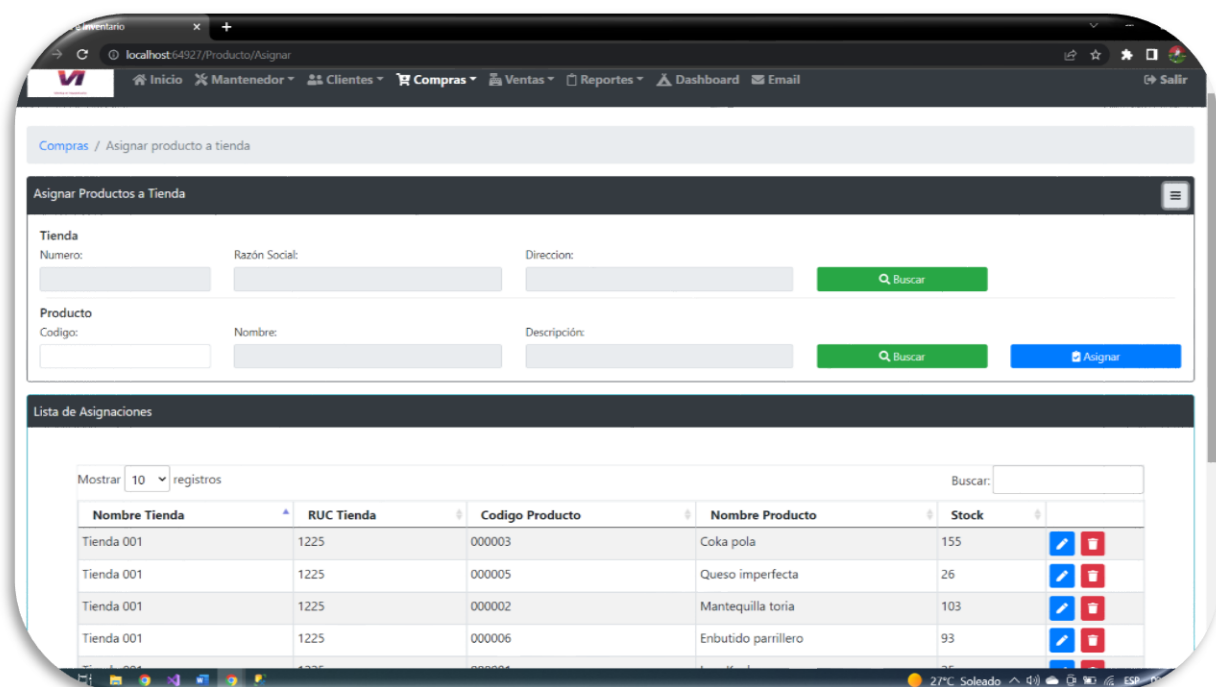 Inventario × +
localhost:64927/Producto/Asignar
VI Inicio Mantenedor Clientes Compras Ventas Reportes Dashboard Email Salir
Compras / Asignar producto a tienda
Asignar Productos a Tienda
Tienda
Numero: Razón Social: Direccion:
Buscar
Producto
Codigo: Nombre: Descripción:
Buscar Asignar
Lista de Asignaciones
Mostrar 10 registros Buscar:
Nombre Tienda RUC Tienda Codigo Producto Nombre Producto Stock
Tienda 001 1225 000003 Coka pola 155
Tienda 001 1225 000005 Queso imperfecta 26
Tienda 001 1225 000002 Mantequilla toria 103
Tienda 001 1225 000006 Enbutido parrillero 93
27°C Soleado ESP